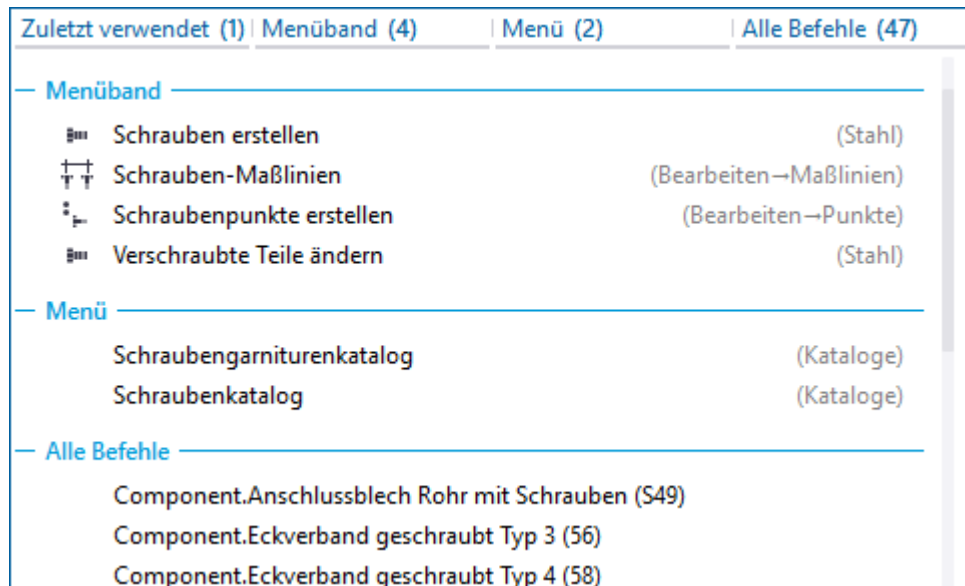 Zuletzt verwendet (1) Menüband (4) Menü (2) Alle Befehle (47)
Menüband
Schrauben erstellen (Stahl)
Schrauben-Maßlinien (Bearbeiten→Maßlinien)
Schraubenpunkte erstellen (Bearbeiten→Punkte)
Verschraubte Teile ändern (Stahl)
Menü
Schraubengarniturenkatalog (Kataloge)
Schraubenkatalog (Kataloge)
Alle Befehle
Component.Anschlussblech Rohr mit Schrauben (S49)
Component.Eckverband geschraubt Typ 3 (56)
Component.Eckverband geschraubt Typ 4 (58)